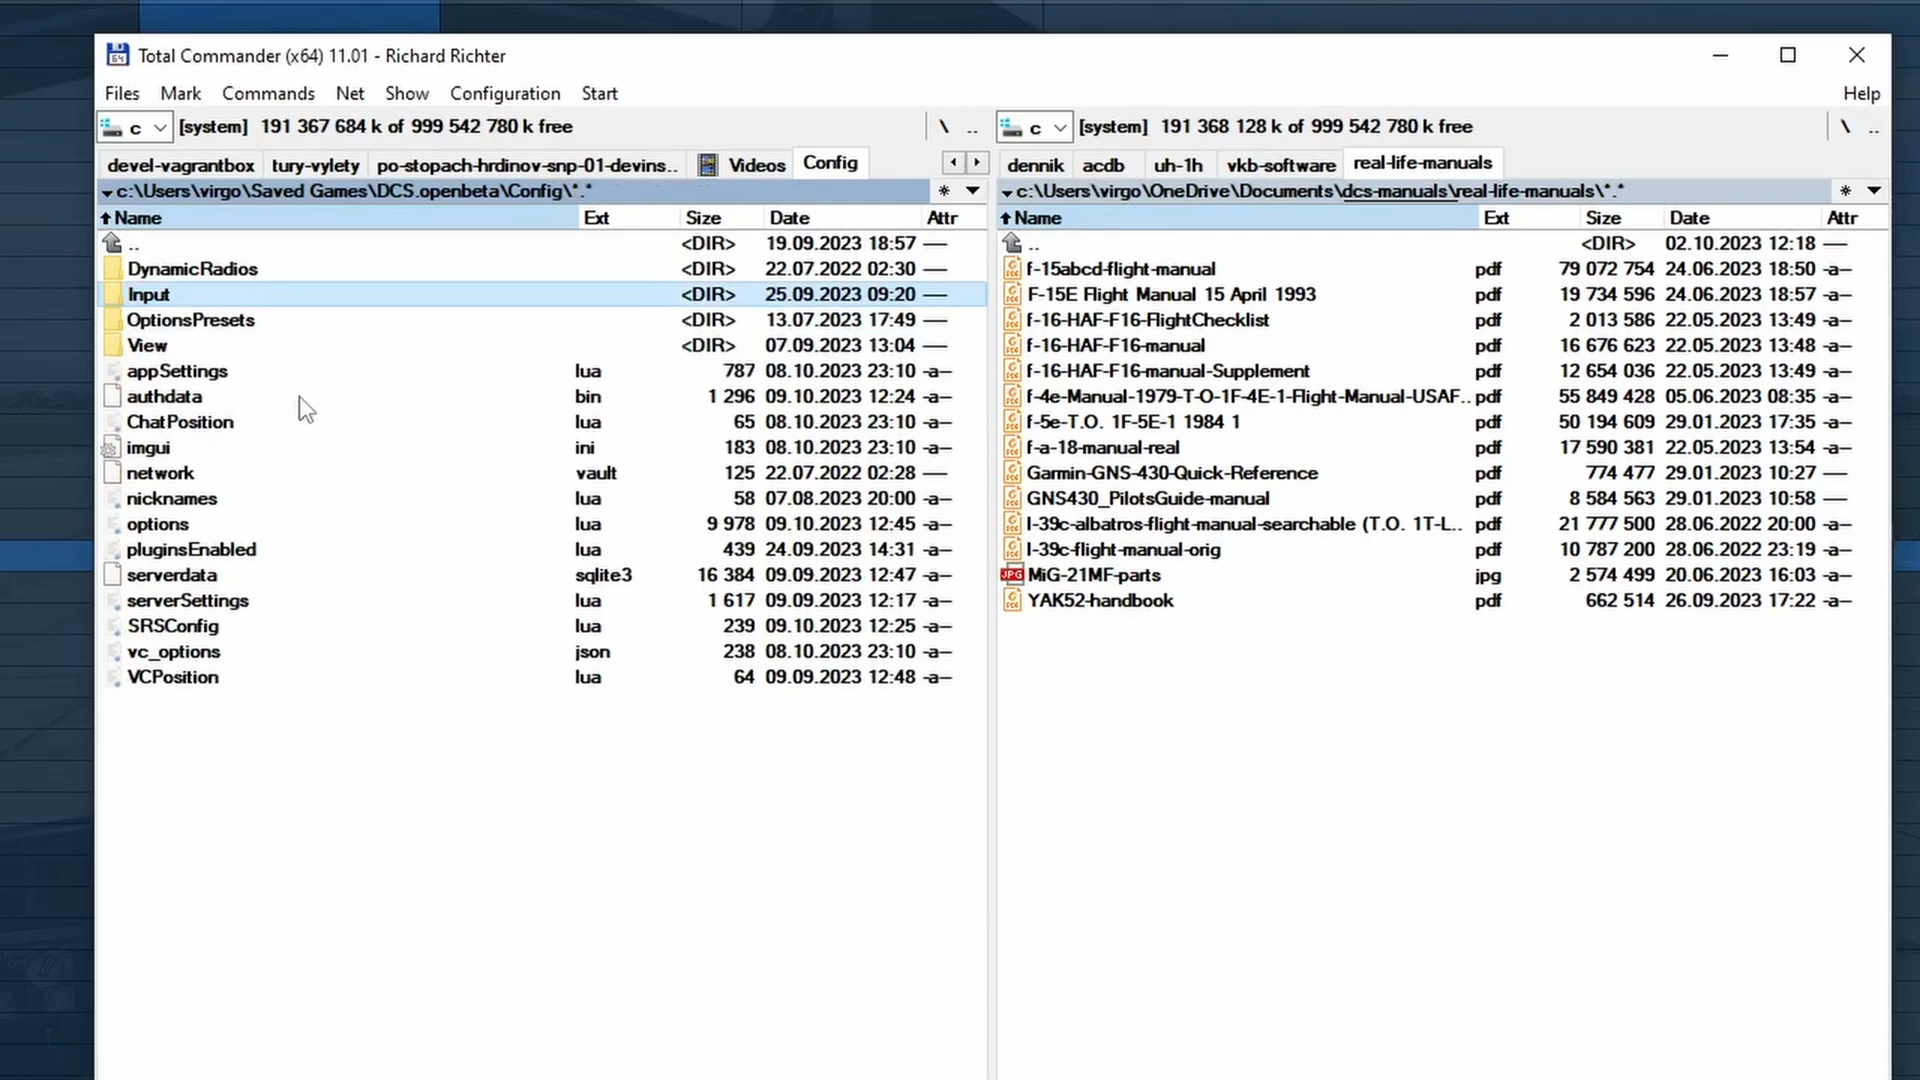 Total Commander (x64) 11.01 - Richard Richter
Files Mark Commands Net Show Configuration Start Help
c [system] 191 367 684 k of 999 542 780 k free \ ..
devel-vagrantbox tury-vylety po-stopach-hrdinov-snp-01-devins.. Videos Config
c:\Users\virgo\Saved Games\DCS.openbeta\Config\*.* *
Name Ext Size Date Attr
.. <DIR> 19.09.2023 18:57 —
DynamicRadios <DIR> 22.07.2022 02:30 —
Input <DIR> 25.09.2023 09:20 —
OptionsPresets <DIR> 13.07.2023 17:49 —
View <DIR> 07.09.2023 13:04 —
appSettings lua 787 08.10.2023 23:10 -a--
authdata bin 1 296 09.10.2023 12:24 -a--
ChatPosition lua 65 08.10.2023 23:10 -a--
imgui ini 183 08.10.2023 23:10 -a--
network vault 125 22.07.2022 02:28 —
nicknames lua 58 07.08.2023 20:00 -a--
options lua 9 978 09.10.2023 12:45 -a--
pluginsEnabled lua 439 24.09.2023 14:31 -a--
serverdata sqlite3 16 384 09.09.2023 12:47 -a--
serverSettings lua 1 617 09.09.2023 12:17 -a--
SRSConfig lua 239 09.10.2023 12:25 -a--
vc_options json 238 08.10.2023 23:10 -a--
VCPosition lua 64 09.09.2023 12:48 -a--
c [system] 191 368 128 k of 999 542 780 k free \ ..
dennik acdb uh-1h vkb-software real-life-manuals
c:\Users\virgo\OneDrive\Documents\dcs-manuals\real-life-manuals\*.* *
Name Ext Size Date Attr
.. <DIR> 02.10.2023 12:18 —
f-15abcd-flight-manual pdf 79 072 754 24.06.2023 18:50 -a--
F-15E Flight Manual 15 April 1993 pdf 19 734 596 24.06.2023 18:57 -a--
f-16-HAF-F16-FlightChecklist pdf 2 013 586 22.05.2023 13:49 -a--
f-16-HAF-F16-manual pdf 16 676 623 22.05.2023 13:48 -a--
f-16-HAF-F16-manual-Supplement pdf 12 654 036 22.05.2023 13:49 -a--
f-4e-Manual-1979-T-O-1F-4E-1-Flight-Manual-USAF.. pdf 55 849 428 05.06.2023 08:35 -a--
f-5e-T.O. 1F-5E-1 1984 1 pdf 50 194 609 29.01.2023 17:35 -a--
f-a-18-manual-real pdf 17 590 381 22.05.2023 13:54 -a--
Garmin-GNS-430-Quick-Reference pdf 774 477 29.01.2023 10:27 —
GNS430_PilotsGuide-manual pdf 8 584 563 29.01.2023 10:58 —
l-39c-albatros-flight-manual-searchable (T.O. 1T-L.. pdf 21 777 500 28.06.2022 20:00 -a--
l-39c-flight-manual-orig pdf 10 787 200 28.06.2022 23:19 -a--
MiG-21MF-parts jpg 2 574 499 20.06.2023 16:03 -a--
YAK52-handbook pdf 662 514 26.09.2023 17:22 -a--